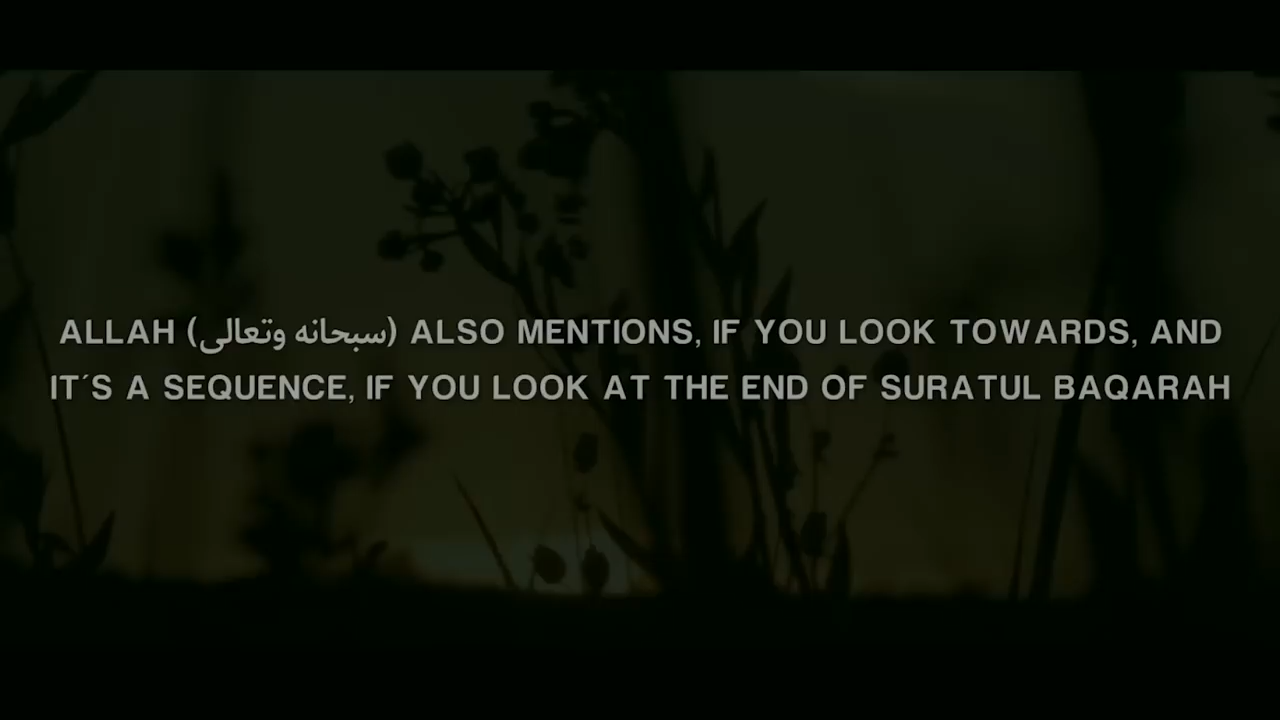 ALLAH (سبحانه وتعالى) ALSO MENTIONS, IF YOU LOOK TOWARDS, AND
IT´S A SEQUENCE, IF YOU LOOK AT THE END OF SURATUL BAQARAH